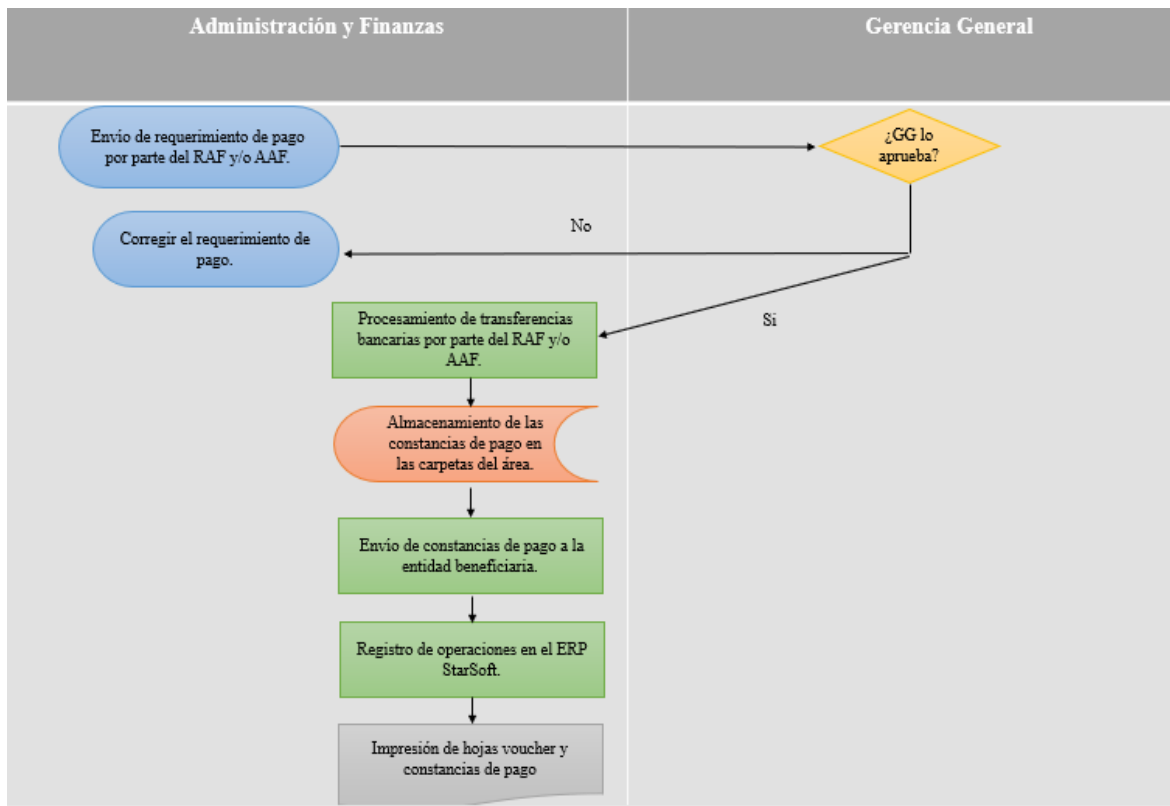 Administración y Finanzas
Gerencia General
Envío de requerimiento de pago
por parte del RAF y/o AAF.
¿GG lo
aprueba?
No
Corregir el requerimiento de
pago.
Si
Procesamiento de transferencias
bancarias por parte del RAF y/o
AAF.
Almacenamiento de las
constancias de pago en
las carpetas del área.
Envío de constancias de pago a la
entidad beneficiaria.
Registro de operaciones en el ERP
StarSoft.
Impresión de hojas voucher y
constancias de pago